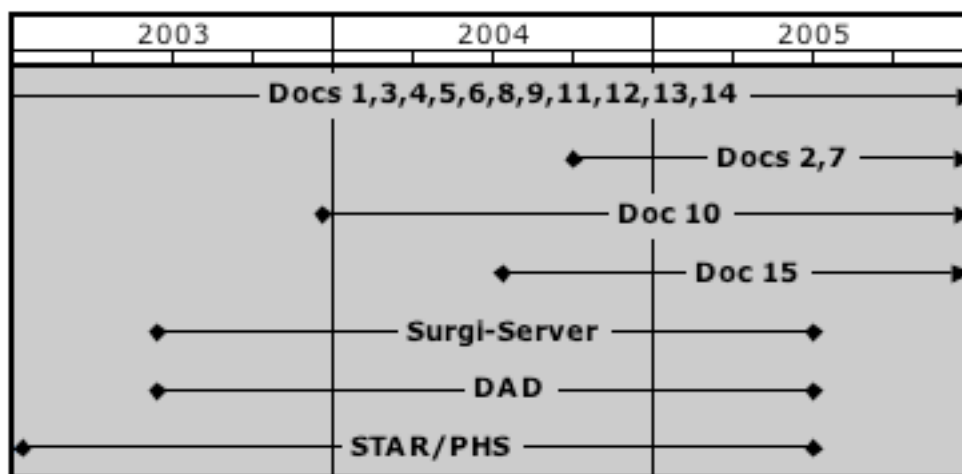 2003 2004 2005
Docs 1,3,4,5,6,8,9,11,12,13,14
Docs 2,7
Doc 10
Doc 15
Surgi-Server
DAD
STAR/PHS